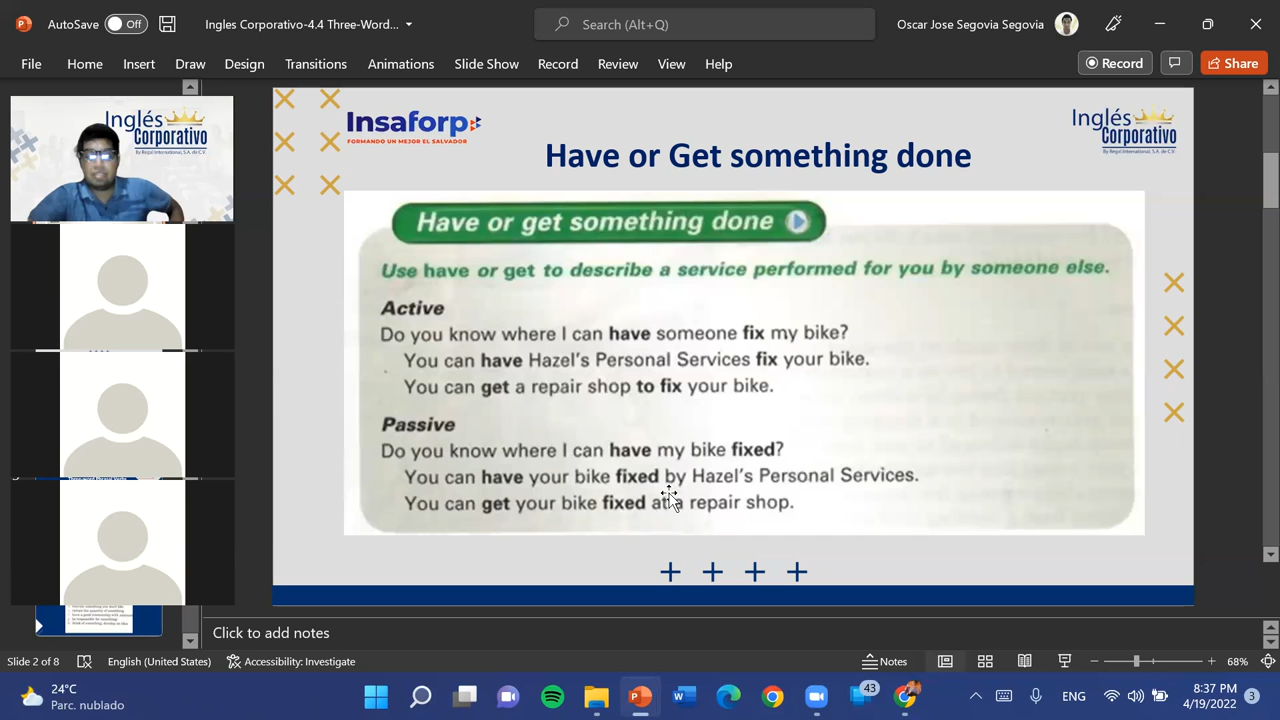 AutoSave Off Ingles Corporativo-4.4 Three-Word... Search (Alt+Q) Oscar Jose Segovia Segovia
File Home Insert Draw Design Transitions Animations Slide Show Record Review View Help Record Share
Inglés
Corporativo
Insaforp
FORMANDO UN MEJOR EL SALVADOR
Inglés
Corporativo
By Regal International, S.A. de C.V.
Have or Get something done
Have or get something done
Use have or get to describe a service performed for you by someone else.
Active
Do you know where I can have someone fix my bike?
You can have Hazel's Personal Services fix your bike.
You can get a repair shop to fix your bike.
Passive
Do you know where I can have my bike fixed?
You can have your bike fixed by Hazel's Personal Services.
You can get your bike fixed at a repair shop.
Click to add notes
Slide 2 of 8 English (United States) Accessibility: Investigate Notes 68%
24°C
Parc. nublado
43
ENG
8:37 PM
4/19/2022
3